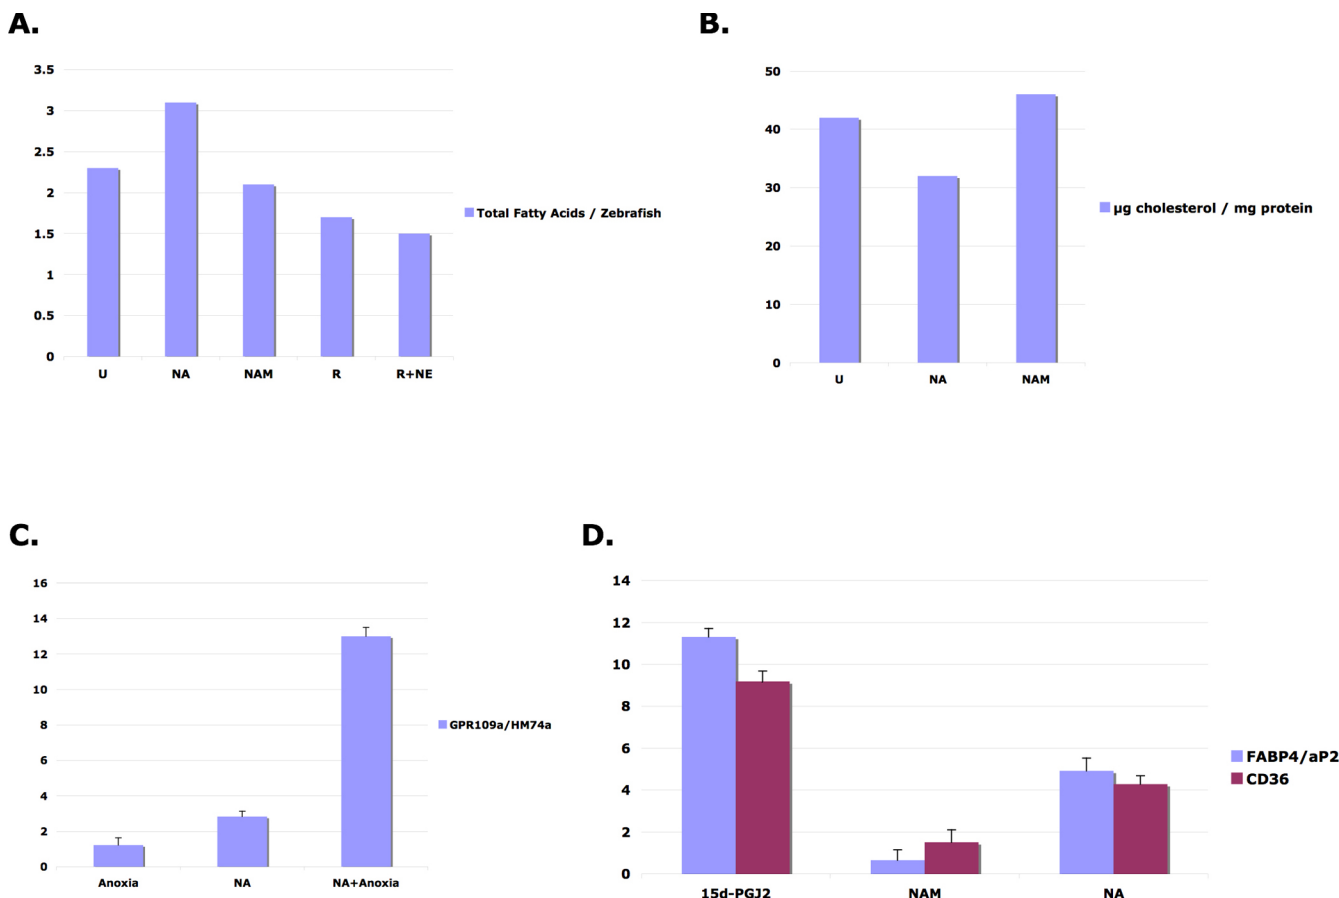 A.
3.5
3
2.5
2
1.5
1
0.5
0
U NA NAM R R+NE
Total Fatty Acids / Zebrafish
B.
50
40
30
20
10
0
U NA NAM
µg cholesterol / mg protein
C.
16
14
12
10
8
6
4
2
0
Anoxia NA NA+Anoxia
GPR109a/HM74a
D.
14
12
10
8
6
4
2
0
15d-PGJ2 NAM NA
FABP4/aP2
CD36